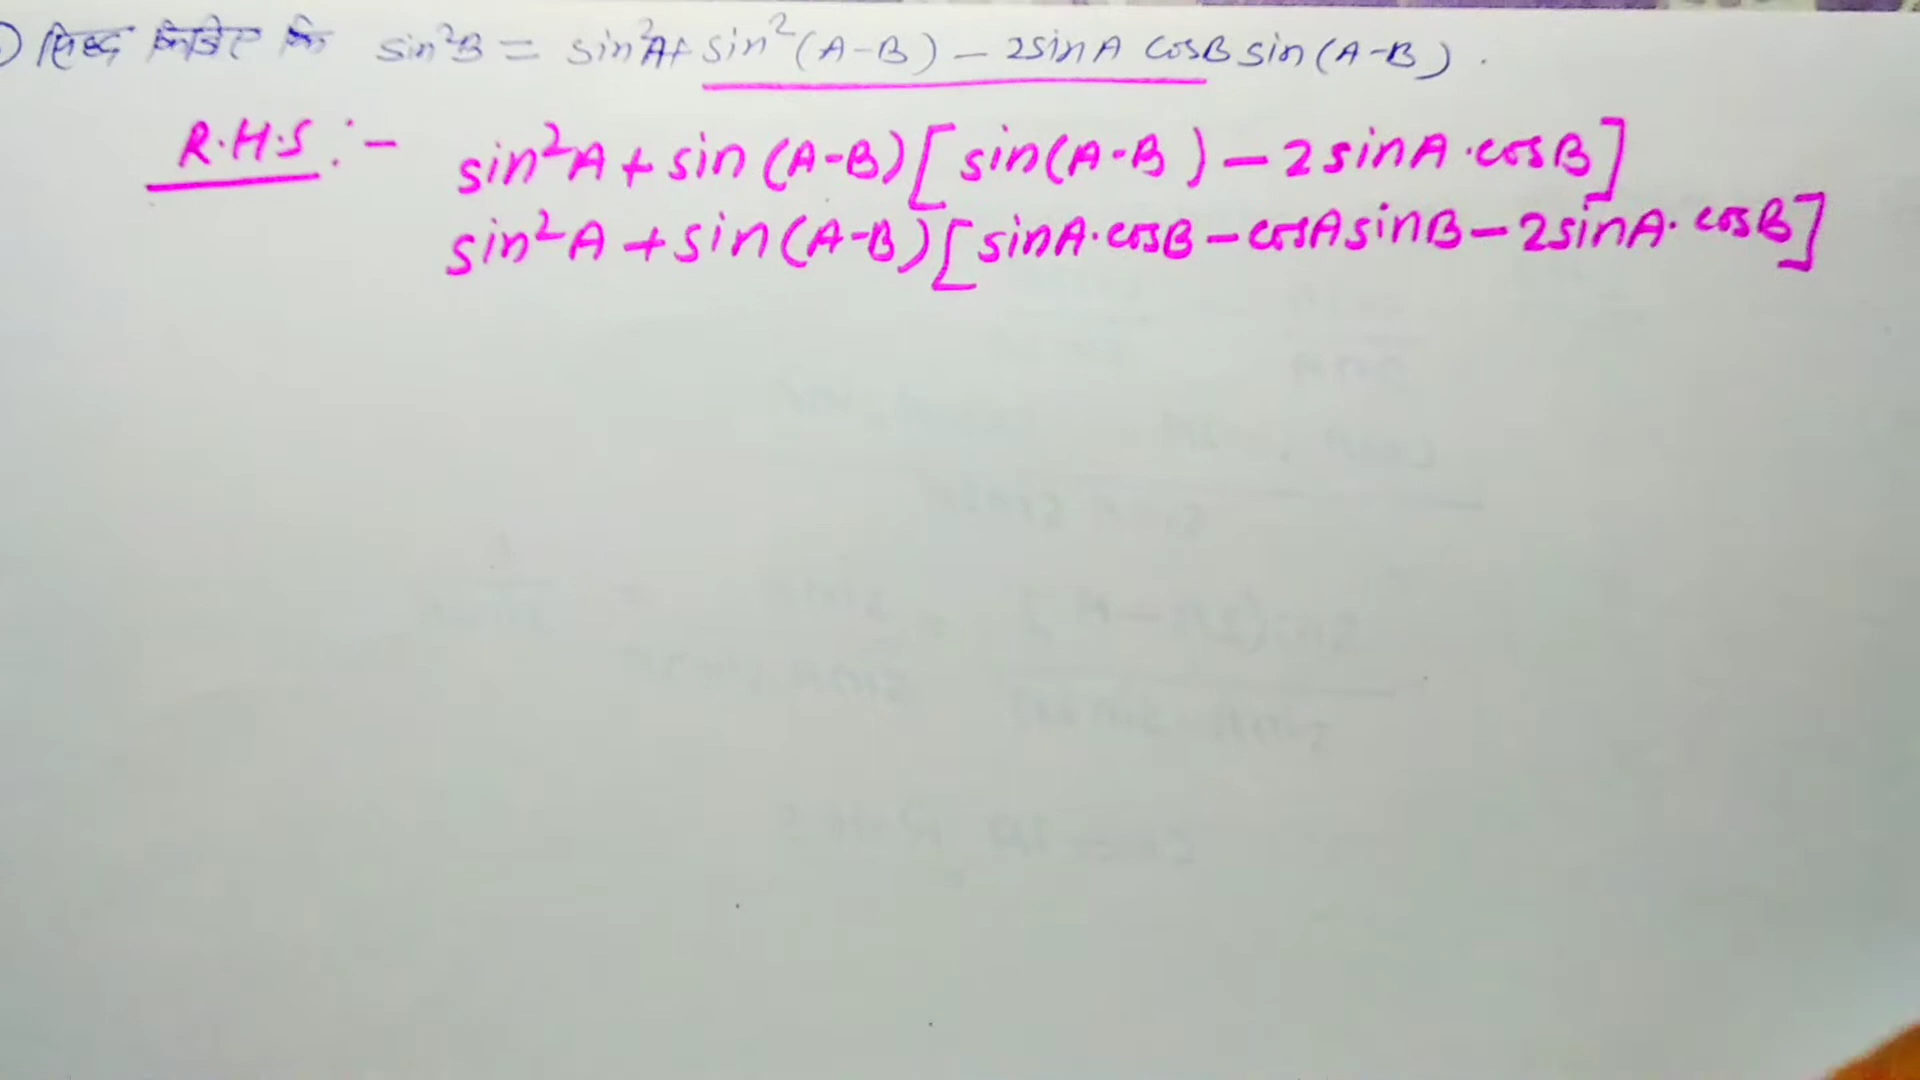 सिद्ध किजिए कि sin²B = sin²A + sin²(A-B) - 2sinA cosB sin(A-B).
R.H.S :- sin²A + sin(A-B)[sin(A-B) - 2sinA·cosB]
sin²A + sin(A-B)[sinA·cosB - cosAsinB - 2sinA·cosB]